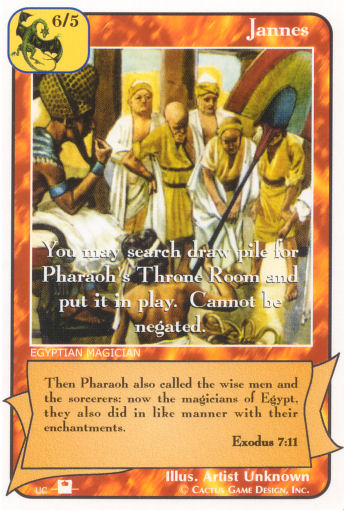 6/5
Jannes
You may search draw pile for
Pharaoh's Throne Room and
put it in play. Cannot be
negated.
EGYPTIAN MAGICIAN
Then Pharaoh also called the wise men and
the sorcerers: now the magicians of Egypt,
they also did in like manner with their
enchantments.
Exodus 7:11
Illus. Artist Unknown
UC
© CACTUS GAME DESIGN, INC.